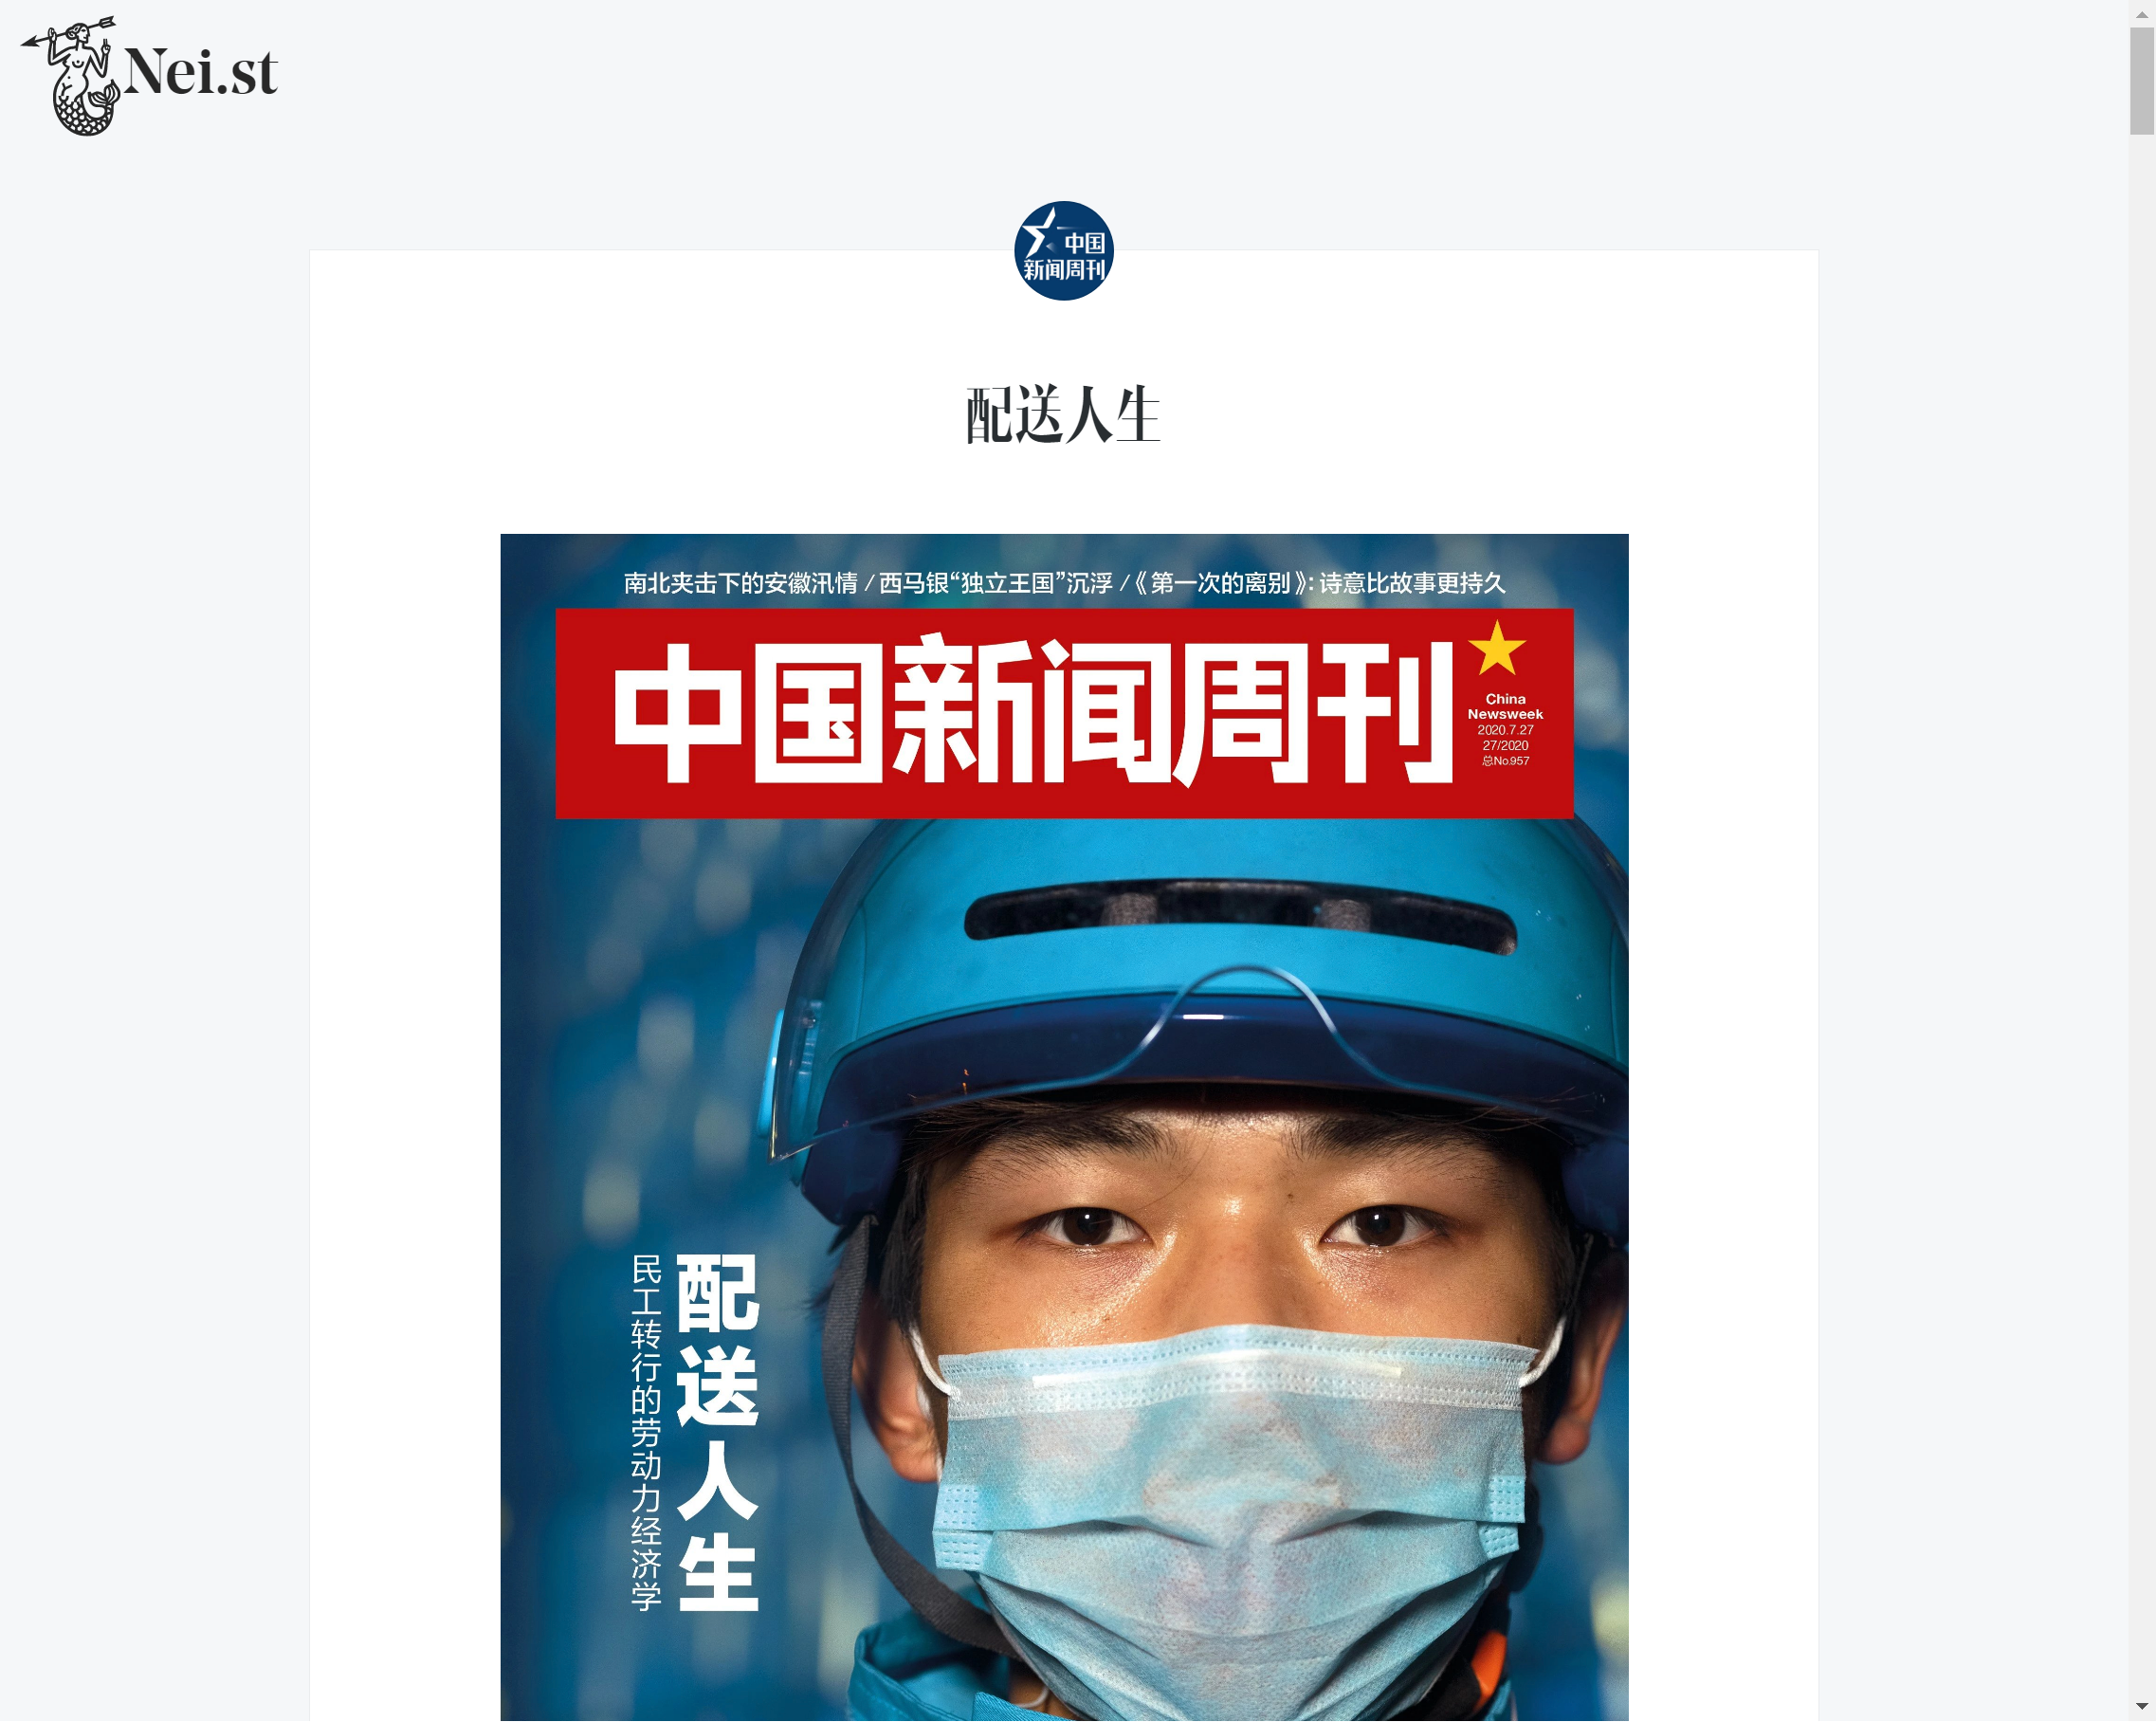 Nei.st
中国
新闻周刊
配送人生
南北夹击下的安徽汛情 / 西马银“独立王国”沉浮 /《第一次的离别》：诗意比故事更持久
中国新闻周刊
China
Newsweek
2020.7.27
27/2020
总No.957
配送人生
民工转行的劳动力经济学